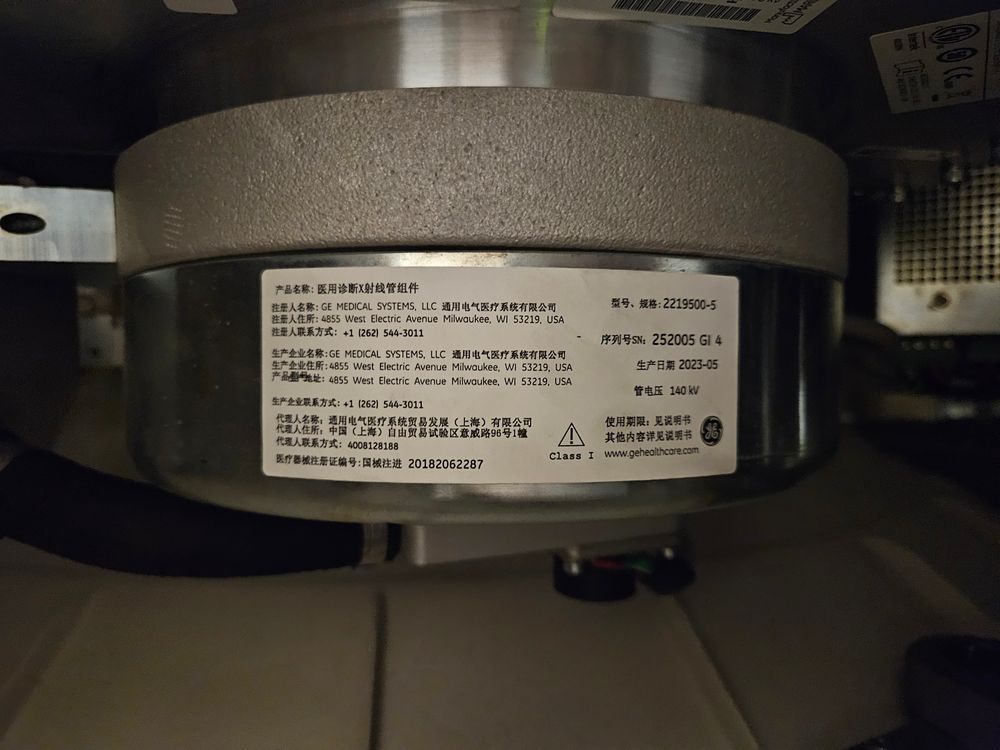 产品名称: 医用诊断X射线管组件
注册人名称: GE MEDICAL SYSTEMS, LLC 通用电气医疗系统有限公司
注册人住所: 4855 West Electric Avenue Milwaukee, WI 53219, USA
注册人联系方式: +1 (262) 544-3011
生产企业名称: GE MEDICAL SYSTEMS, LLC 通用电气医疗系统有限公司
生产企业住所: 4855 West Electric Avenue Milwaukee, WI 53219, USA
地址: 4855 West Electric Avenue Milwaukee, WI 53219, USA
生产企业联系方式: +1 (262) 544-3011
代理人名称: 通用电气医疗系统贸易发展（上海）有限公司
代理人住所: 中国（上海）自由贸易试验区意威路96号1幢
代理人联系方式: 4008128188
医疗器械注册证编号: 国械注进 20182062287
型号、规格: 2219500-5
序列号SN: 252005 GI 4
生产日期 2023-05
管电压 140 kV
使用期限: 见说明书
其他内容详见说明书
www.gehealthcare.com
Class I
GE